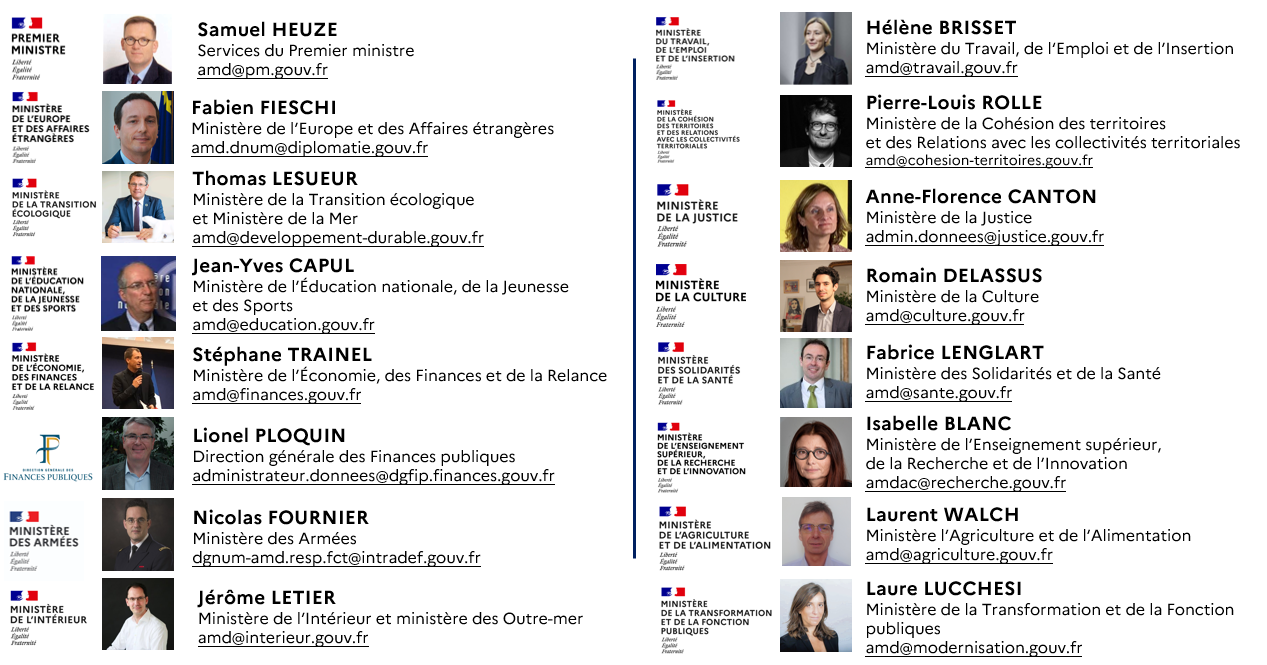 PREMIER
MINISTRE
Liberté
Égalité
Fraternité
Samuel HEUZE
Services du Premier ministre
amd@pm.gouv.fr
MINISTÈRE
DE L'EUROPE
ET DES AFFAIRES
ÉTRANGÈRES
Liberté
Égalité
Fraternité
Fabien FIESCHI
Ministère de l'Europe et des Affaires étrangères
amd.dnum@diplomatie.gouv.fr
MINISTÈRE
DE LA TRANSITION
ÉCOLOGIQUE
Liberté
Égalité
Fraternité
Thomas LESUEUR
Ministère de la Transition écologique
et Ministère de la Mer
amd@developpement-durable.gouv.fr
MINISTÈRE
DE L'ÉDUCATION
NATIONALE,
DE LA JEUNESSE
ET DES SPORTS
Liberté
Égalité
Fraternité
Jean-Yves CAPUL
Ministère de l'Éducation nationale, de la Jeunesse
et des Sports
amd@education.gouv.fr
MINISTÈRE
DE L'ÉCONOMIE,
DES FINANCES
ET DE LA RELANCE
Liberté
Égalité
Fraternité
Stéphane TRAINEL
Ministère de l'Économie, des Finances et de la Relance
amd@finances.gouv.fr
DIRECTION GÉNÉRALE DES
FINANCES PUBLIQUES
Lionel PLOQUIN
Direction générale des Finances publiques
administrateur.donnees@dgfip.finances.gouv.fr
MINISTÈRE
DES ARMÉES
Liberté
Égalité
Fraternité
Nicolas FOURNIER
Ministère des Armées
dgnum-amd.resp.fct@intradef.gouv.fr
MINISTÈRE
DE L'INTÉRIEUR
Liberté
Égalité
Fraternité
Jérôme LETIER
Ministère de l'Intérieur et ministère des Outre-mer
amd@interieur.gouv.fr
MINISTÈRE
DU TRAVAIL,
DE L'EMPLOI
ET DE L'INSERTION
Liberté
Égalité
Fraternité
Hélène BRISSET
Ministère du Travail, de l'Emploi et de l'Insertion
amd@travail.gouv.fr
MINISTÈRE
DE LA COHÉSION
DES TERRITOIRES
ET DES RELATIONS
AVEC LES COLLECTIVITÉS
TERRITORIALES
Liberté
Égalité
Fraternité
Pierre-Louis ROLLE
Ministère de la Cohésion des territoires
et des Relations avec les collectivités territoriales
amd@cohesion-territoires.gouv.fr
MINISTÈRE
DE LA JUSTICE
Liberté
Égalité
Fraternité
Anne-Florence CANTON
Ministère de la Justice
admin.donnees@justice.gouv.fr
MINISTÈRE
DE LA CULTURE
Liberté
Égalité
Fraternité
Romain DELASSUS
Ministère de la Culture
amd@culture.gouv.fr
MINISTÈRE
DES SOLIDARITÉS
ET DE LA SANTÉ
Liberté
Égalité
Fraternité
Fabrice LENGLART
Ministère des Solidarités et de la Santé
amd@sante.gouv.fr
MINISTÈRE
DE L'ENSEIGNEMENT
SUPÉRIEUR,
DE LA RECHERCHE
ET DE L'INNOVATION
Liberté
Égalité
Fraternité
Isabelle BLANC
Ministère de l'Enseignement supérieur,
de la Recherche et de l'Innovation
amdac@recherche.gouv.fr
MINISTÈRE
DE L'AGRICULTURE
ET DE L'ALIMENTATION
Liberté
Égalité
Fraternité
Laurent WALCH
Ministère l'Agriculture et de l'Alimentation
amd@agriculture.gouv.fr
MINISTÈRE
DE LA TRANSFORMATION
ET DE LA FONCTION
PUBLIQUES
Liberté
Égalité
Fraternité
Laure LUCCHESI
Ministère de la Transformation et de la Fonction
publiques
amd@modernisation.gouv.fr